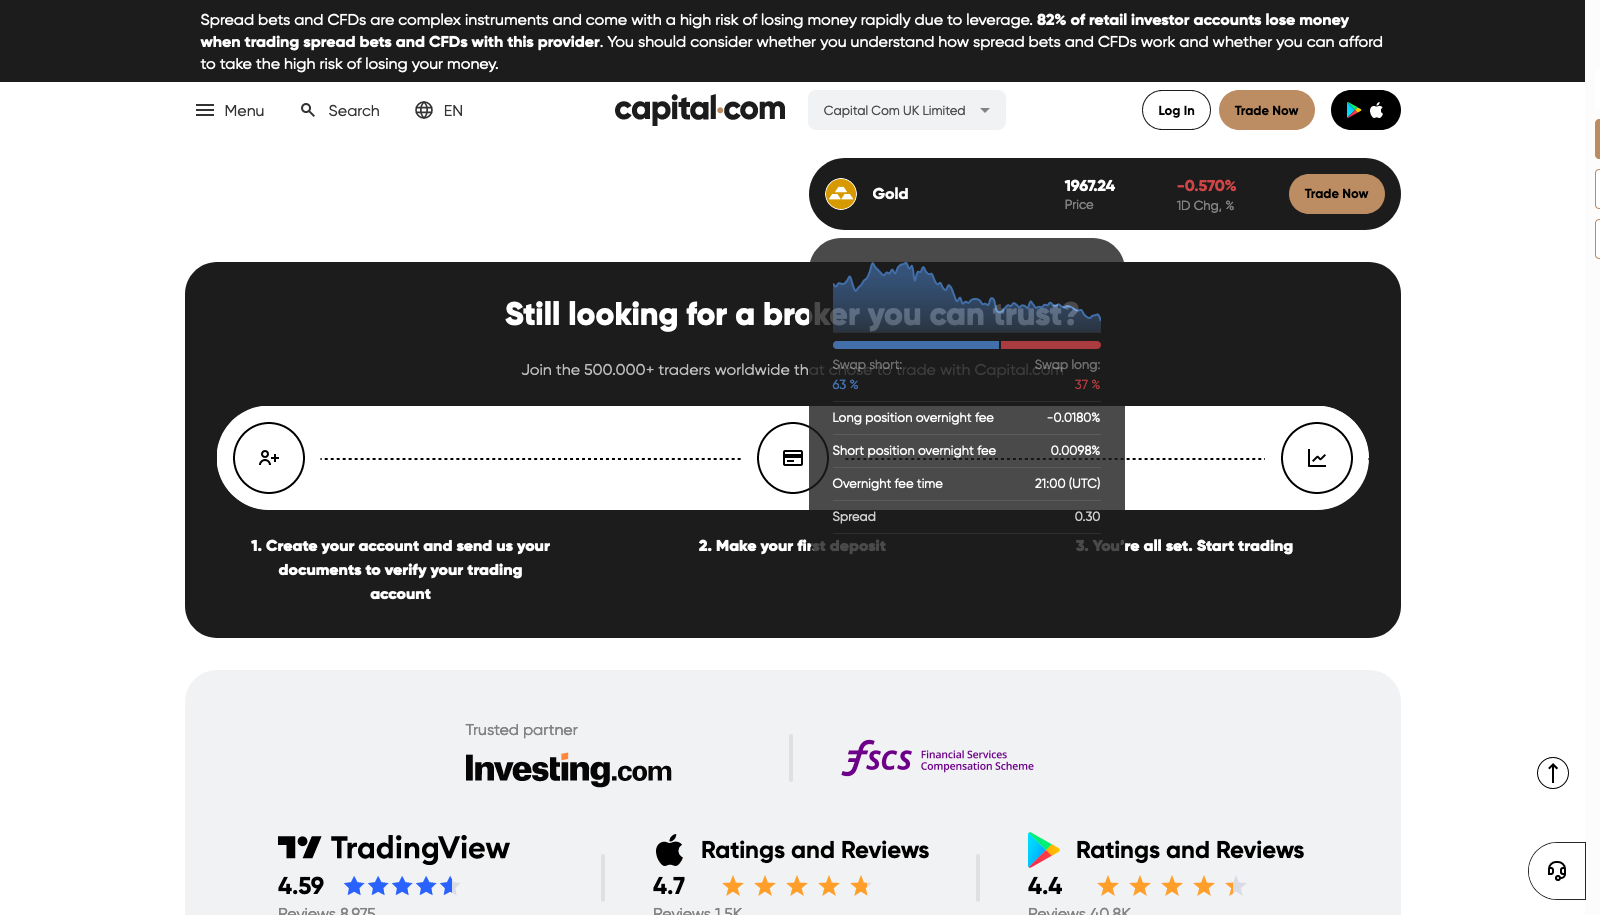 Spread bets and CFDs are complex instruments and come with a high risk of losing money rapidly due to leverage. 82% of retail investor accounts lose money
when trading spread bets and CFDs with this provider. You should consider whether you understand how spread bets and CFDs work and whether you can afford
to take the high risk of losing your money.
Menu
Search
EN
capital.com
Capital Com UK Limited
Log In
Trade Now
Gold
1967.24
Price
-0.570%
1D Chg, %
Trade Now
Still looking for a broker you can trust?
Join the 500.000+ traders worldwide that chose to trade with Capital.com
Swap short:
Swap long:
63 %
37 %
Long position overnight fee
-0.0180%
Short position overnight fee
0.0098%
Overnight fee time
21:00 (UTC)
Spread
0.30
1. Create your account and send us your
documents to verify your trading
account
2. Make your first deposit
3. You're all set. Start trading
Trusted partner
Investing.com
fscs
Financial Services
Compensation Scheme
TradingView
4.59
Reviews 8,975
Ratings and Reviews
4.7
Reviews 1.5K
Ratings and Reviews
4.4
Reviews 40.8K